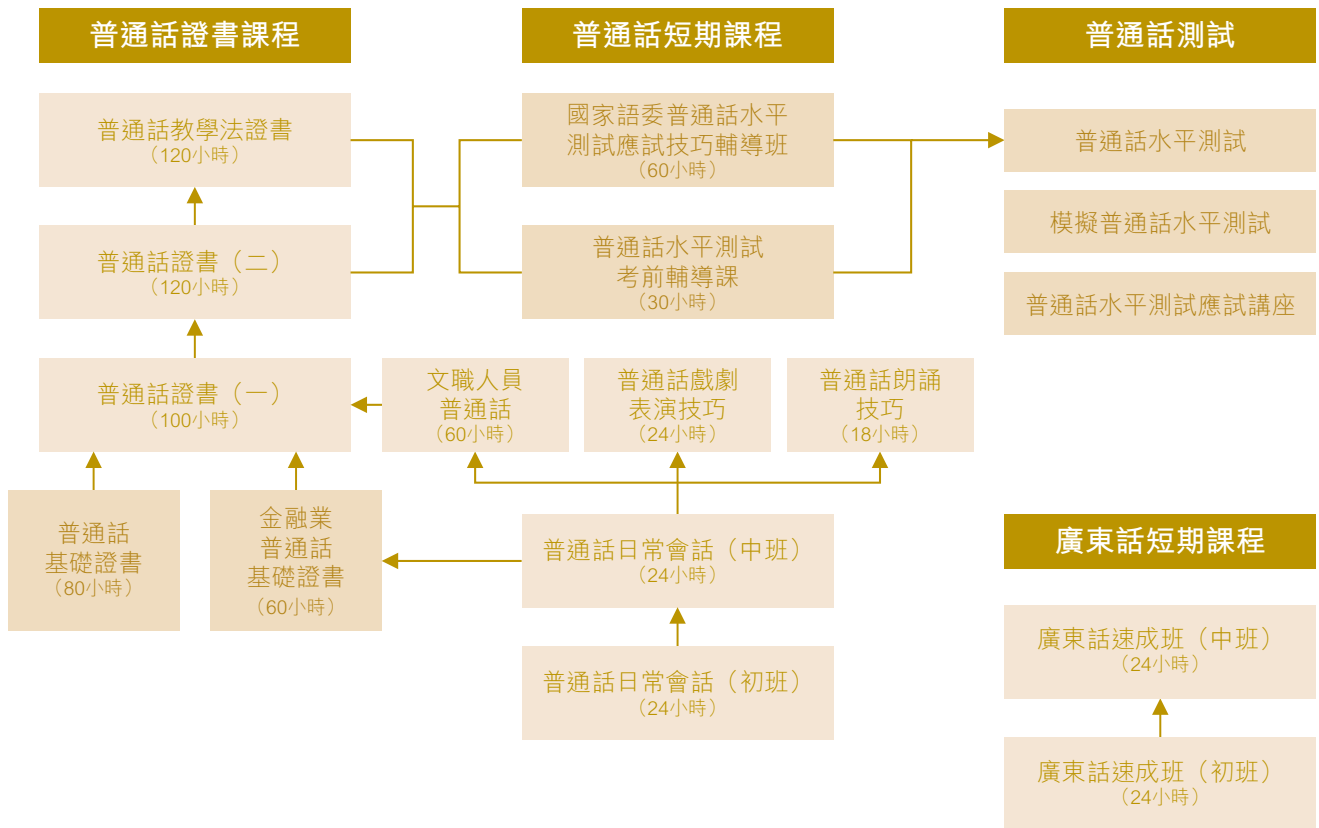 普通話證書課程
普通話教學法證書
（120小時）
普通話證書（二）
（120小時）
普通話證書（一）
（100小時）
普通話
基礎證書
（80小時）
金融業
普通話
基礎證書
（60小時）
普通話短期課程
國家語委普通話水平
測試應試技巧輔導班
（60小時）
普通話水平測試
考前輔導課
（30小時）
文職人員
普通話
（60小時）
普通話戲劇
表演技巧
（24小時）
普通話朗誦
技巧
（18小時）
普通話日常會話（中班）
（24小時）
普通話日常會話（初班）
（24小時）
普通話測試
普通話水平測試
模擬普通話水平測試
普通話水平測試應試講座
廣東話短期課程
廣東話速成班（中班）
（24小時）
廣東話速成班（初班）
（24小時）